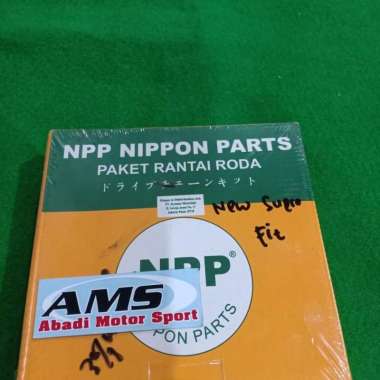 NPP NIPPON PARTS
PAKET RANTAI RODA
ドライブチェーンキット
New Supra
Fit
NPP®
AMS
Abadi Motor Sport
PON PARTS